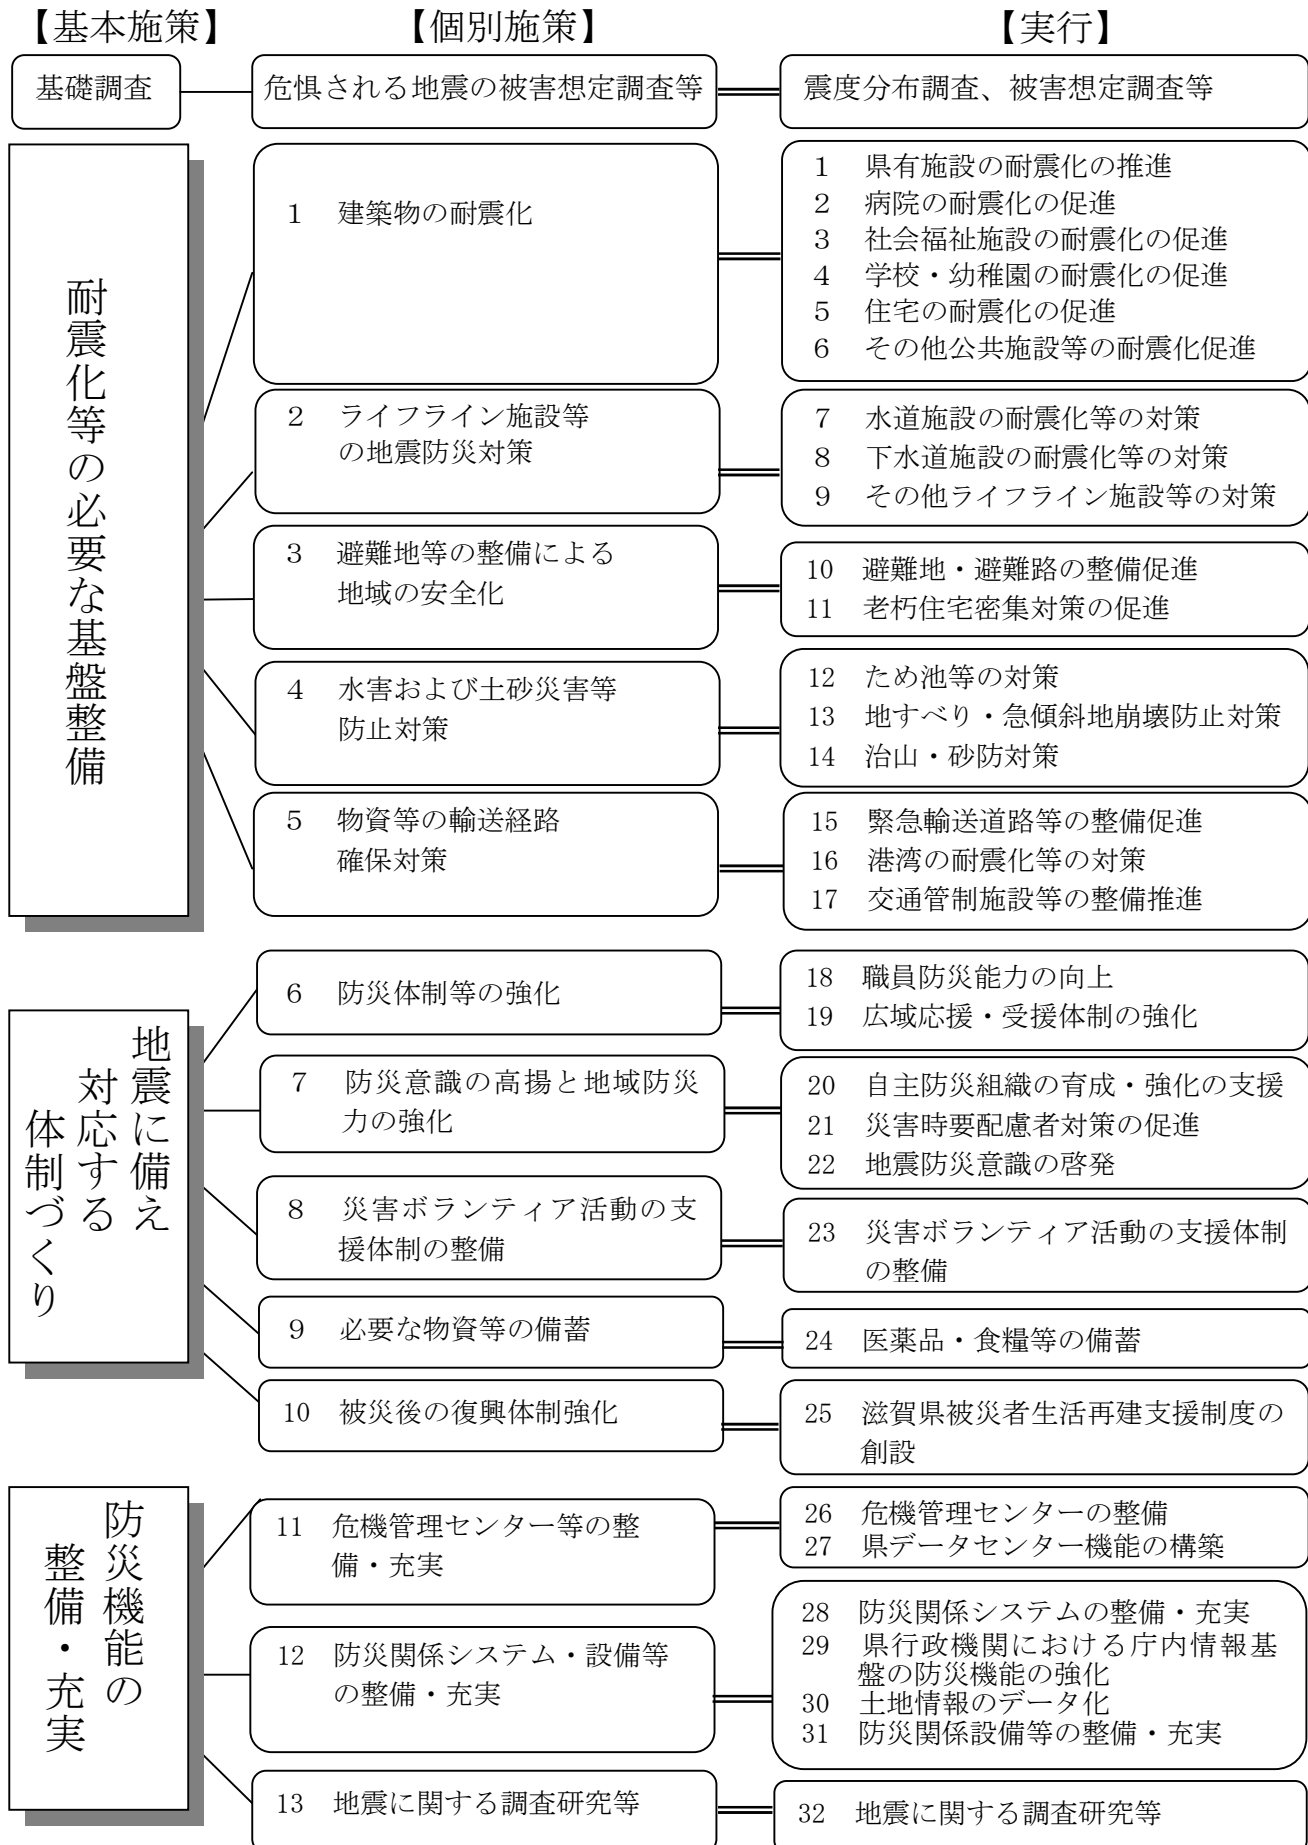 【基本施策】 【個別施策】 【実行】
基礎調査 危惧される地震の被害想定調査等 震度分布調査、被害想定調査等
耐震化等の必要な基盤整備
1 建築物の耐震化
1 県有施設の耐震化の推進
2 病院の耐震化の促進
3 社会福祉施設の耐震化の促進
4 学校・幼稚園の耐震化の促進
5 住宅の耐震化の促進
6 その他公共施設等の耐震化促進
2 ライフライン施設等
の地震防災対策
7 水道施設の耐震化等の対策
8 下水道施設の耐震化等の対策
9 その他ライフライン施設等の対策
3 避難地等の整備による
地域の安全化
10 避難地・避難路の整備促進
11 老朽住宅密集対策の促進
4 水害および土砂災害等
防止対策
12 ため池等の対策
13 地すべり・急傾斜地崩壊防止対策
14 治山・砂防対策
5 物資等の輸送経路
確保対策
15 緊急輸送道路等の整備促進
16 港湾の耐震化等の対策
17 交通管制施設等の整備推進
地震に備え
対応する
体制づくり
6 防災体制等の強化
18 職員防災能力の向上
19 広域応援・受援体制の強化
7 防災意識の高揚と地域防災
力の強化
20 自主防災組織の育成・強化の支援
21 災害時要配慮者対策の促進
22 地震防災意識の啓発
8 災害ボランティア活動の支
援体制の整備
23 災害ボランティア活動の支援体制
の整備
9 必要な物資等の備蓄
24 医薬品・食糧等の備蓄
10 被災後の復興体制強化
25 滋賀県被災者生活再建支援制度の
創設
防災機能の
整備・充実
11 危機管理センター等の整
備・充実
26 危機管理センターの整備
27 県データセンター機能の構築
12 防災関係システム・設備等
の整備・充実
28 防災関係システムの整備・充実
29 県行政機関における庁内情報基
盤の防災機能の強化
30 土地情報のデータ化
31 防災関係設備等の整備・充実
13 地震に関する調査研究等
32 地震に関する調査研究等